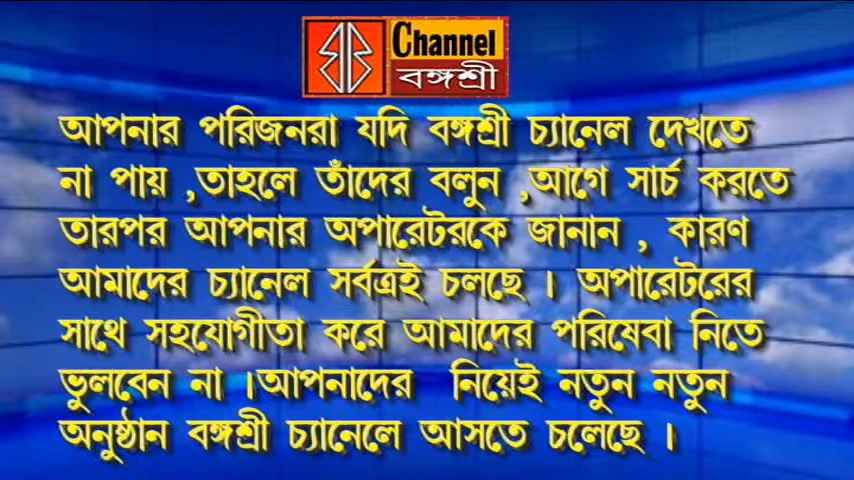 Channel
বঙ্গশ্রী
আপনার পরিজনরা যদি বঙ্গশ্রী চ্যানেল দেখতে
না পায় ,তাহলে তাঁদের বলুন ,আগে সার্চ করতে
তারপর আপনার অপারেটরকে জানান , কারণ
আমাদের চ্যানেল সর্বত্রই চলছে । অপারেটরের
সাথে সহযোগীতা করে আমাদের পরিষেবা নিতে
ভুলবেন না ।আপনাদের নিয়েই নতুন নতুন
অনুষ্ঠান বঙ্গশ্রী চ্যানেলে আসতে চলেছে ।